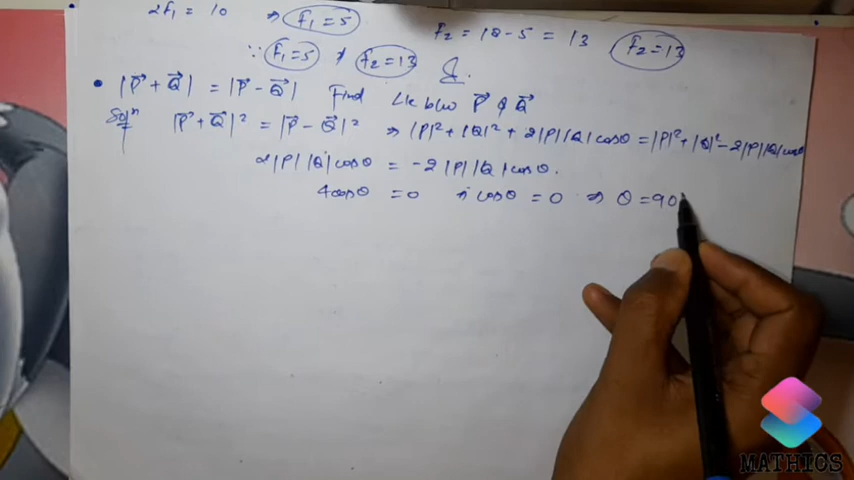 2F₁ = 10 ⇒ F₁ = 5
F₂ = 18 - 5 = 13 F₂ = 13
∵ F₁ = 5 & F₂ = 13
• |P⃗ + Q⃗| = |P⃗ - Q⃗| Find Lie b/w P⃗ & Q⃗
Solⁿ |P⃗ + Q⃗|² = |P⃗ - Q⃗|² ⇒ |P|² + |Q|² + 2|P||Q|cosθ = |P|² + |Q|² - 2|P||Q|cosθ
2|P||Q|cosθ = -2|P||Q|cosθ.
4cosθ = 0 ⇒ cosθ = 0 ⇒ θ = 90
MATHIOS